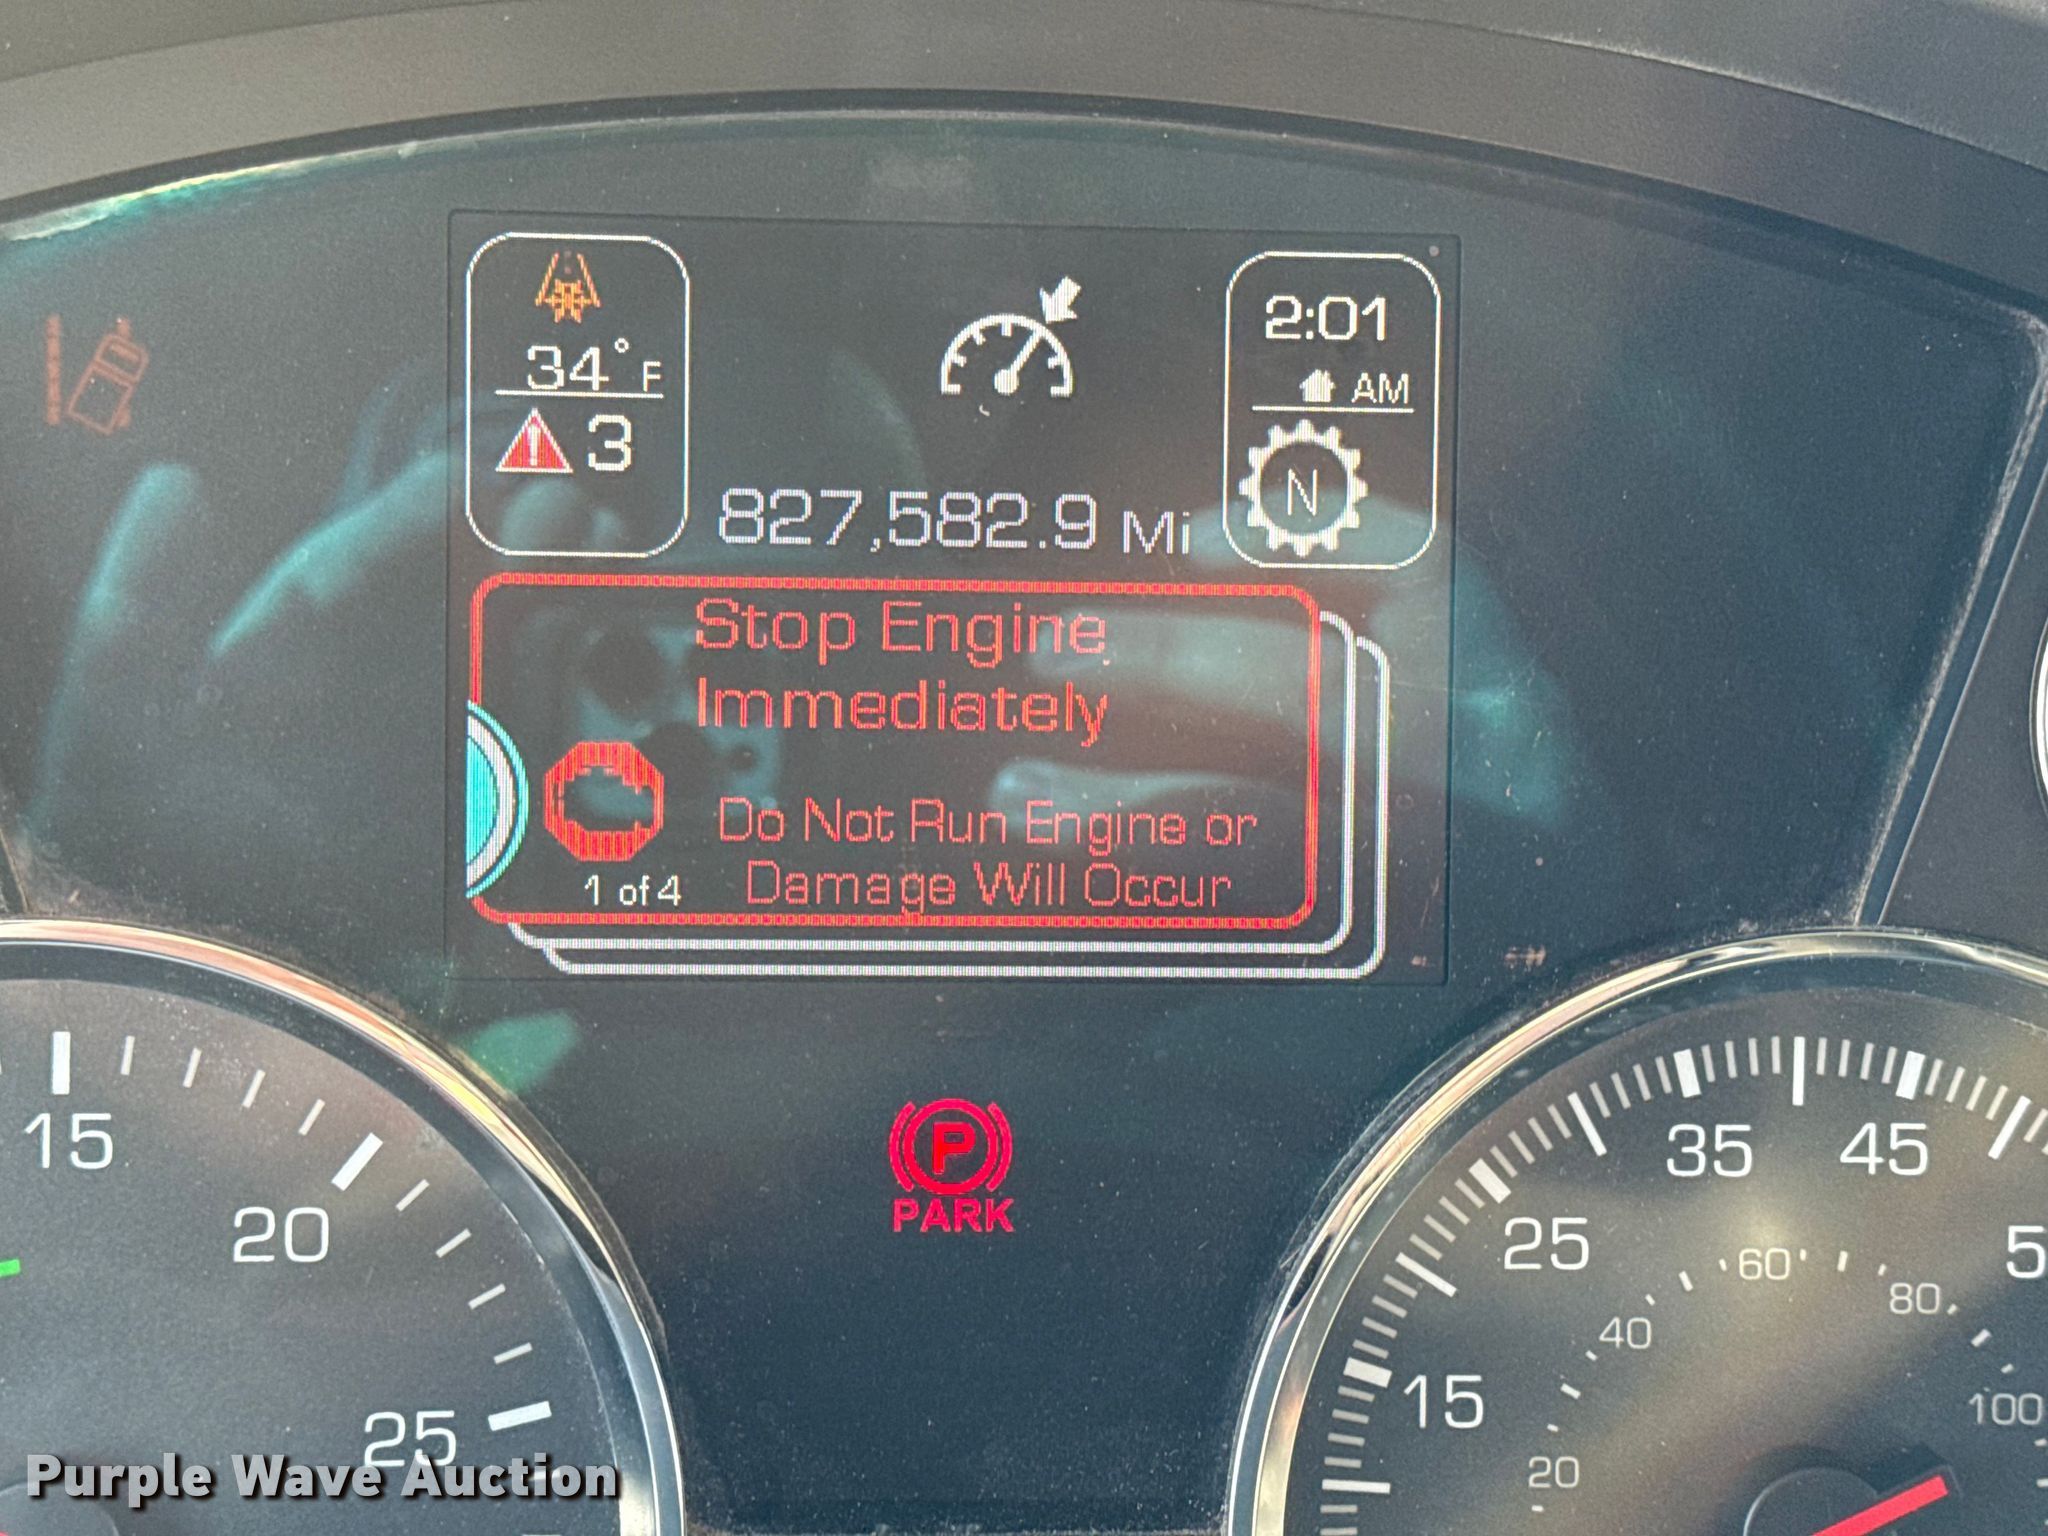 34°F
3
2:01
AM
N
827,582.9 Mi
Stop Engine
Immediately
Do Not Run Engine or
Damage Will Occur
1 of 4
P
PARK
15
20
25
15
25
35
45
20
40
60
80
100
Purple Wave Auction